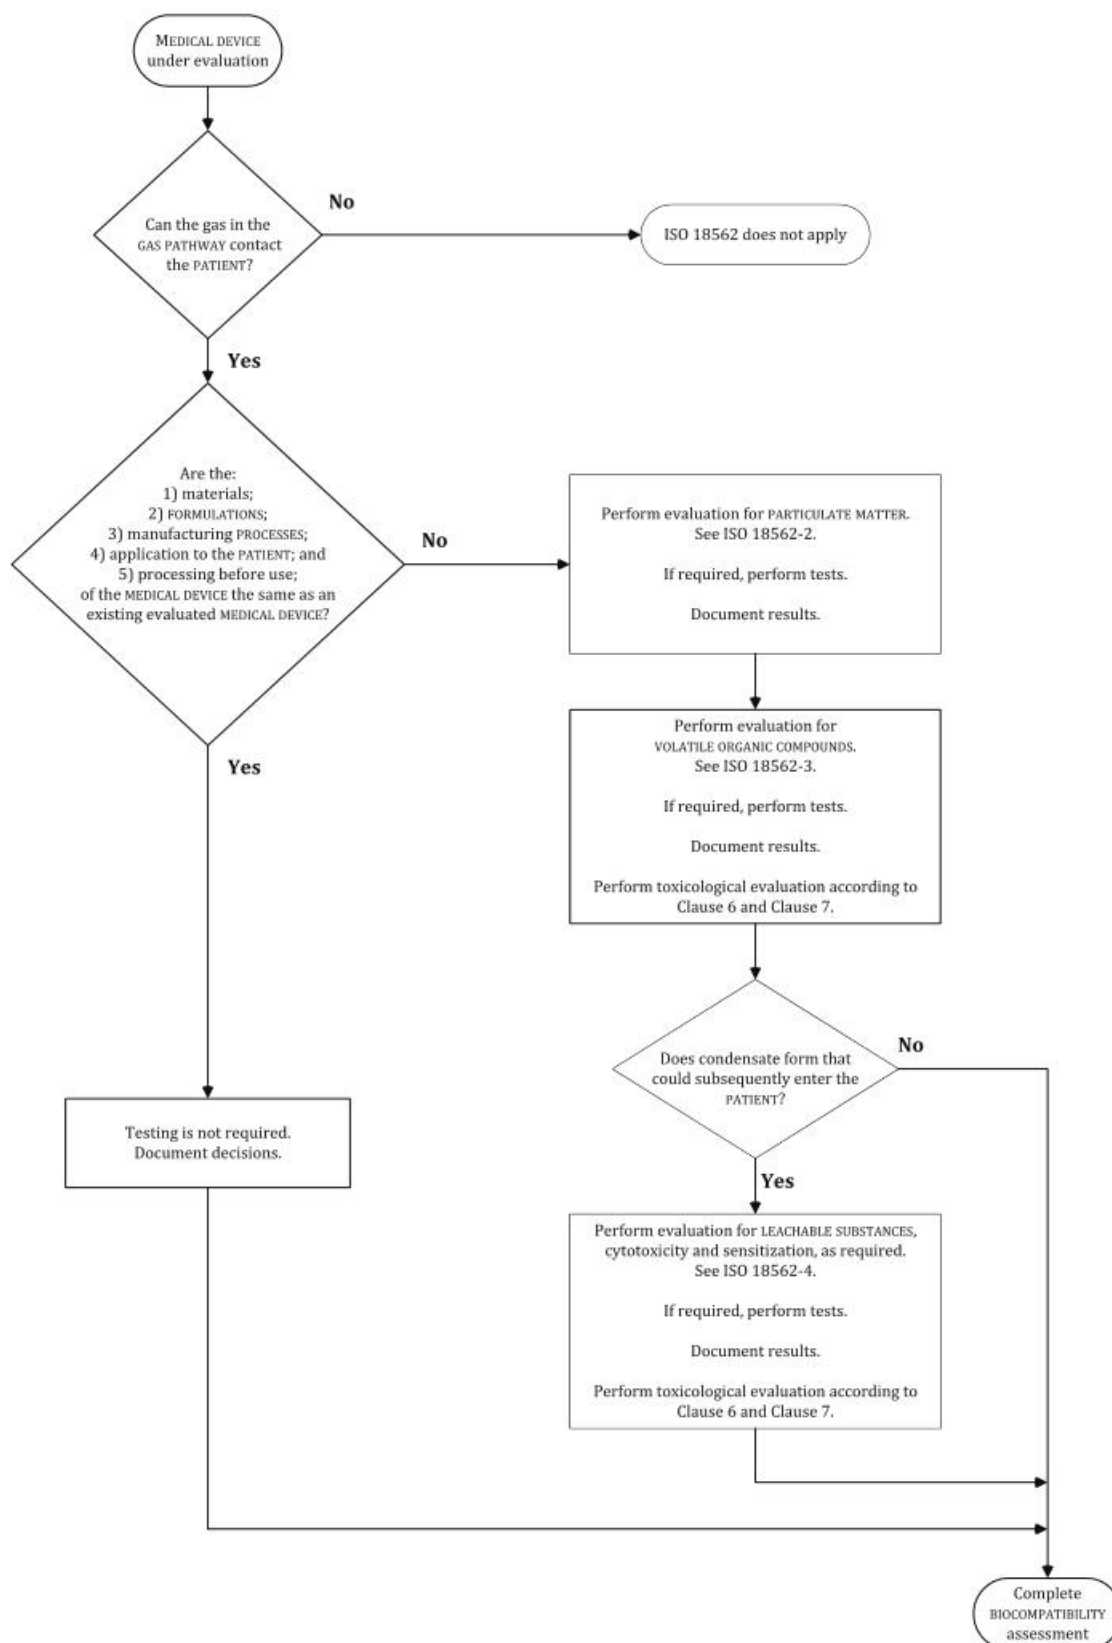 MEDICAL DEVICE
under evaluation
Can the gas in the
GAS PATHWAY contact
the PATIENT?
No
ISO 18562 does not apply
Yes
Are the:
1) materials;
2) FORMULATIONS;
3) manufacturing PROCESSES;
4) application to the PATIENT; and
5) processing before use;
of the MEDICAL DEVICE the same as an
existing evaluated MEDICAL DEVICE?
No
Perform evaluation for PARTICULATE MATTER.
See ISO 18562-2.
If required, perform tests.
Document results.
Perform evaluation for
VOLATILE ORGANIC COMPOUNDS.
See ISO 18562-3.
If required, perform tests.
Document results.
Perform toxicological evaluation according to
Clause 6 and Clause 7.
Yes
Does condensate form that
could subsequently enter the
PATIENT?
No
Testing is not required.
Document decisions.
Yes
Perform evaluation for LEACHABLE SUBSTANCES,
cytotoxicity and sensitization, as required.
See ISO 18562-4.
If required, perform tests.
Document results.
Perform toxicological evaluation according to
Clause 6 and Clause 7.
Complete
BIOCOMPATIBILITY
assessment